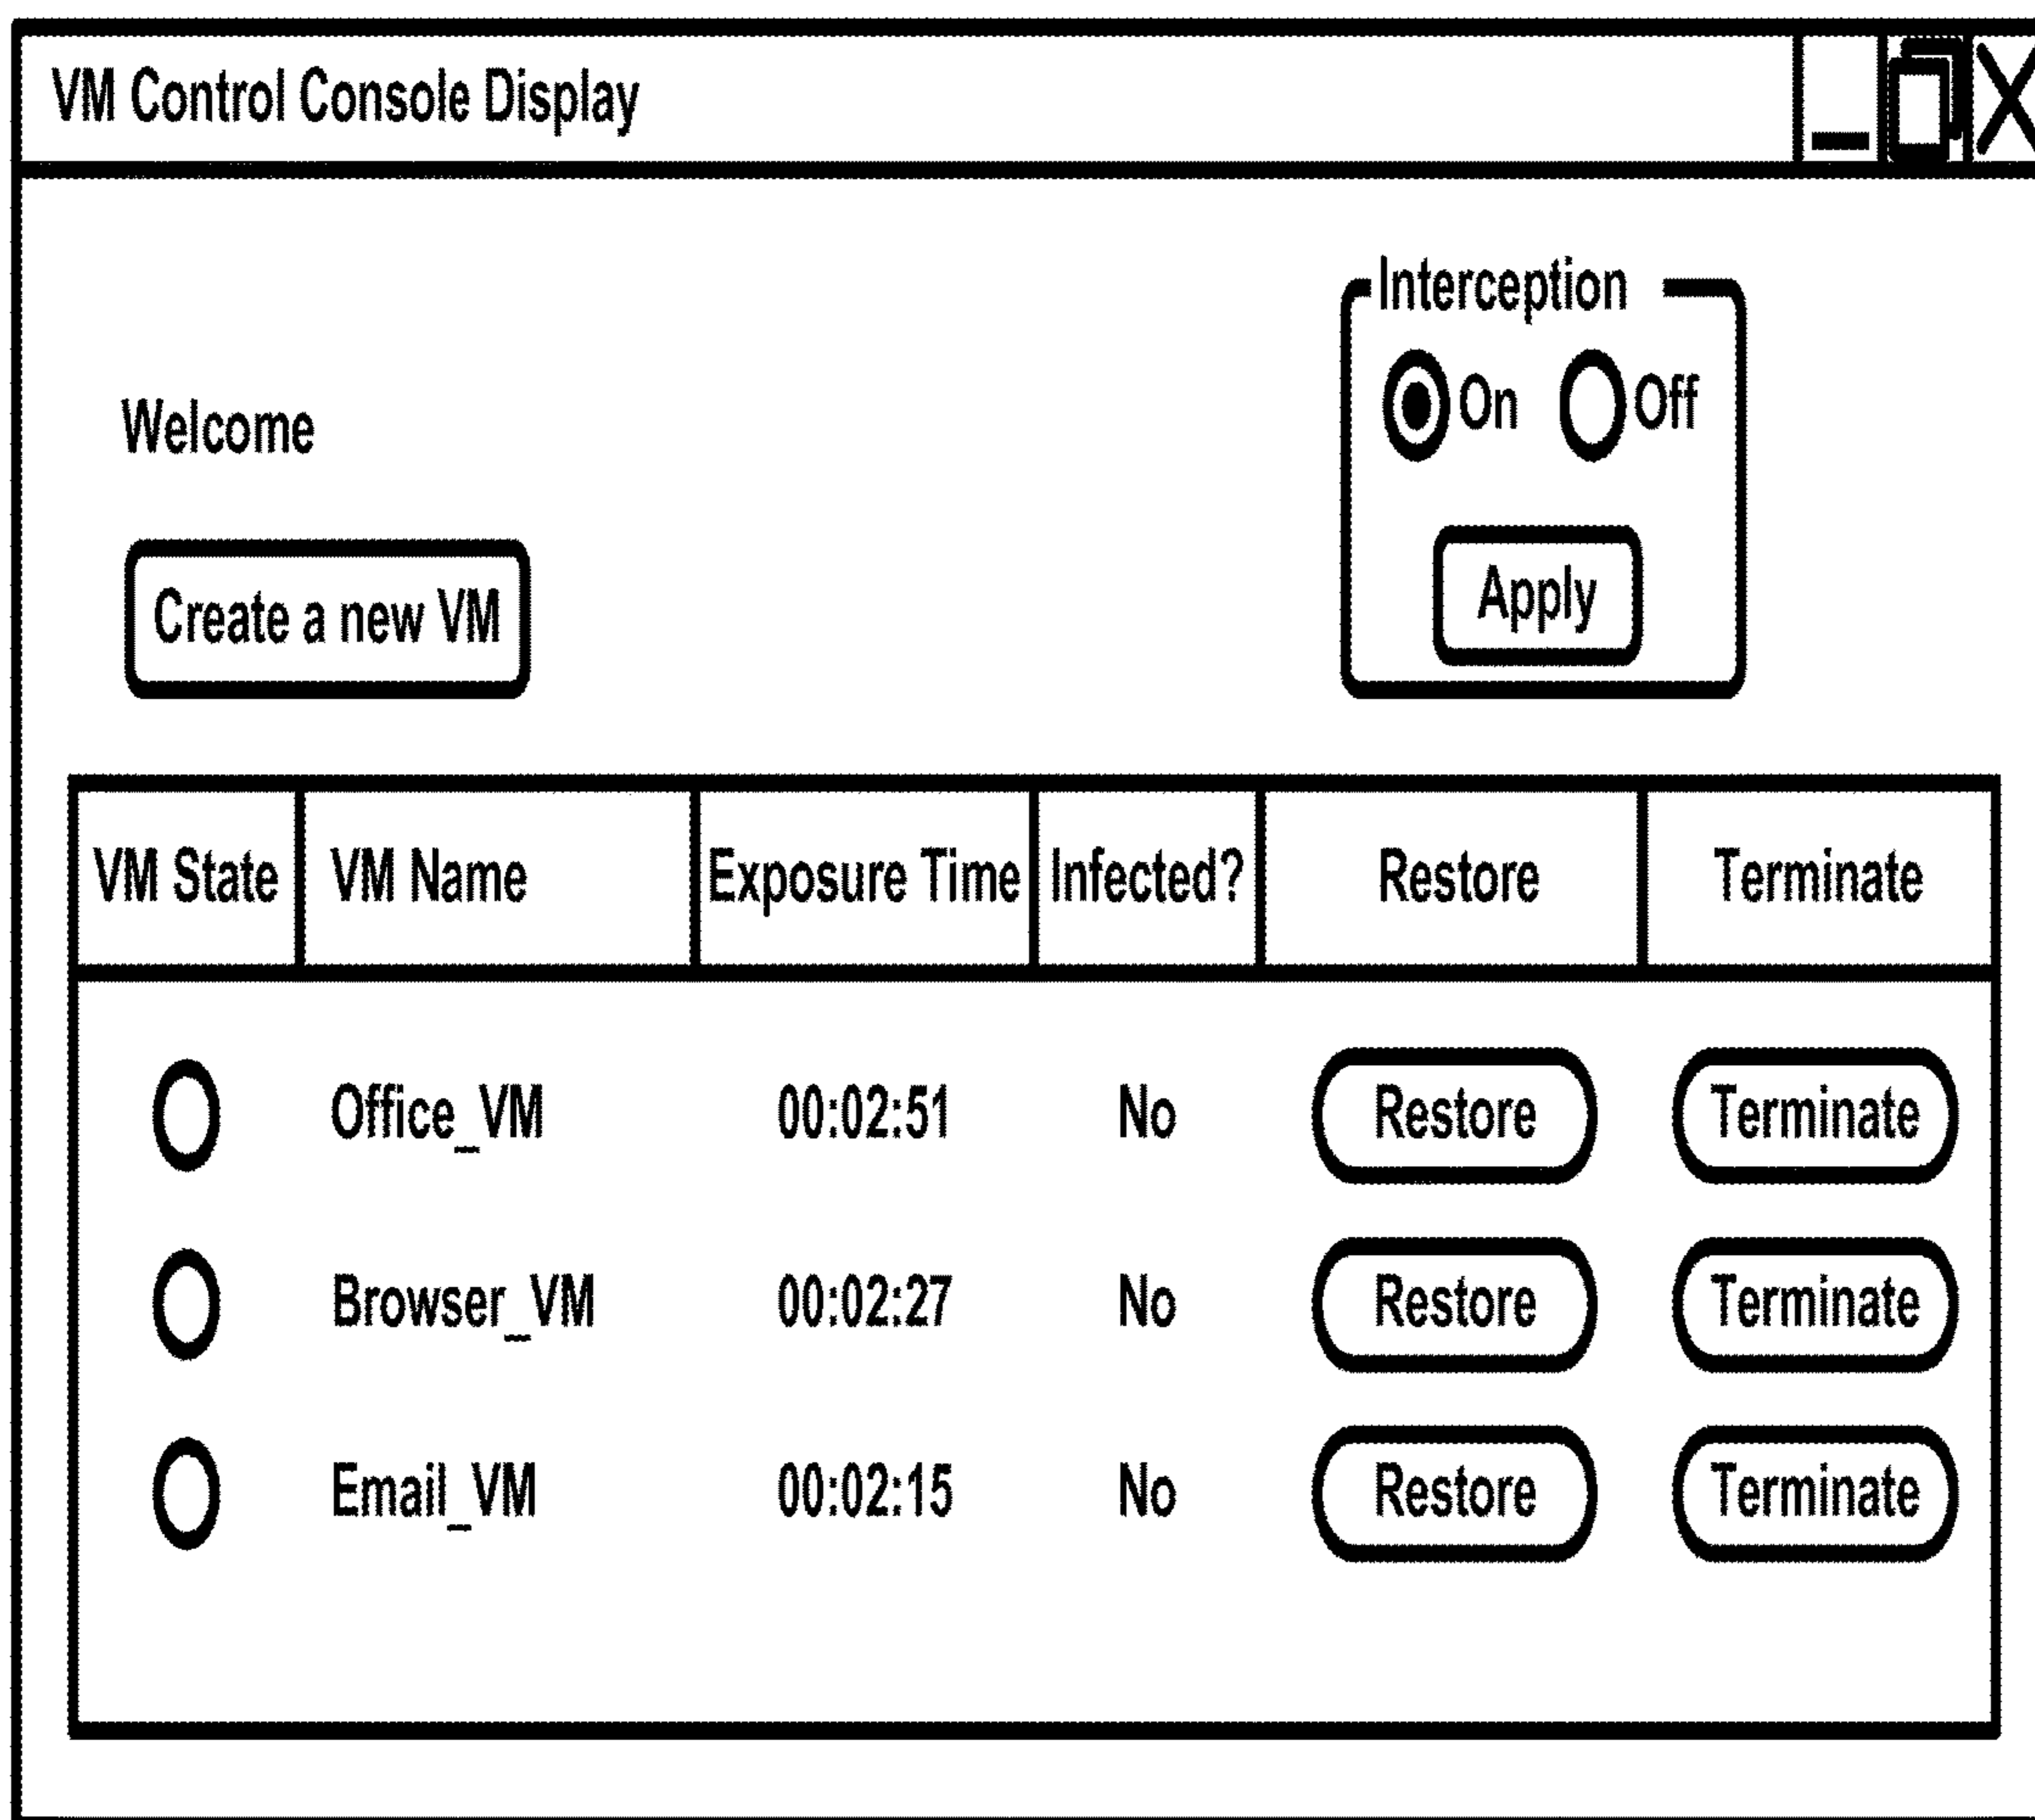 VM Control Console Display
Interception
On Off
Welcome
Apply
Create a new VM
VM State VM Name Exposure Time Infected? Restore Terminate
Office_VM 00:02:51 No Restore Terminate
Browser_VM 00:02:27 No Restore Terminate
Email_VM 00:02:15 No Restore Terminate